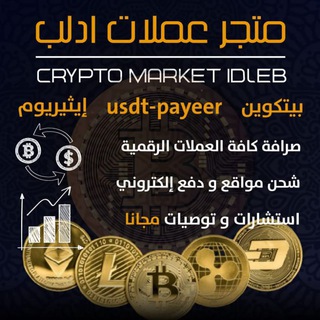 متجر عملات ادلب
CRYPTO MARKET IDLEB
بيتكوين usdt-payeer إيثيريوم
صرافة كافة العملات الرقمية
شحن مواقع و دفع إلكتروني
استشارات و توصيات مجانا